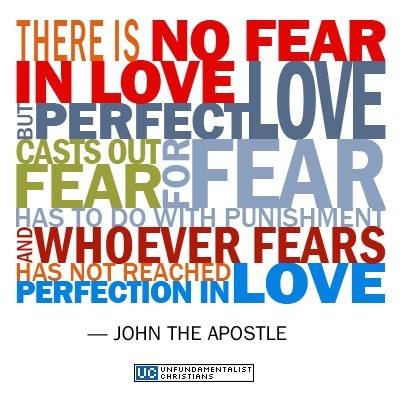 THERE IS NO FEAR
IN LOVE
BUT PERFECT LOVE
CASTS OUT
FEAR
FOR FEAR
HAS TO DO WITH PUNISHMENT
AND WHOEVER FEARS
HAS NOT REACHED
PERFECTION IN LOVE
— JOHN THE APOSTLE
UC UNFUNDAMENTALIST
CHRISTIANS